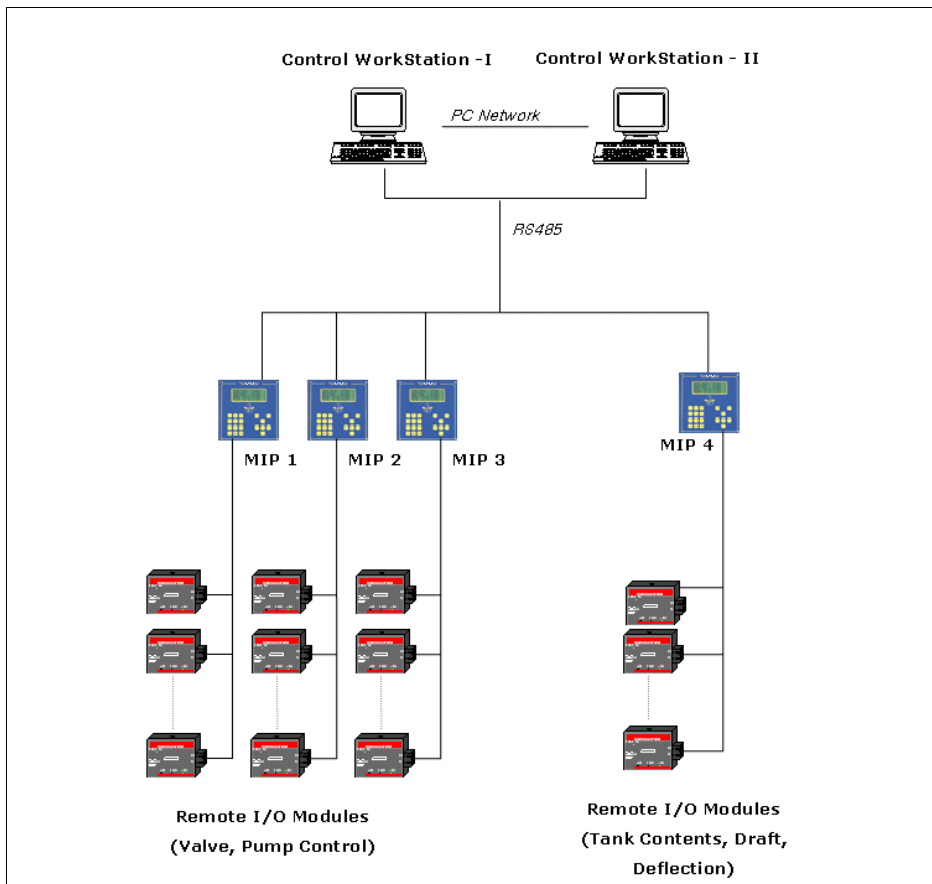 Control WorkStation -I
Control WorkStation - II
PC Network
RS485
MIP 1
MIP 2
MIP 3
MIP 4
Remote I/O Modules
(Valve, Pump Control)
Remote I/O Modules
(Tank Contents, Draft,
Deflection)